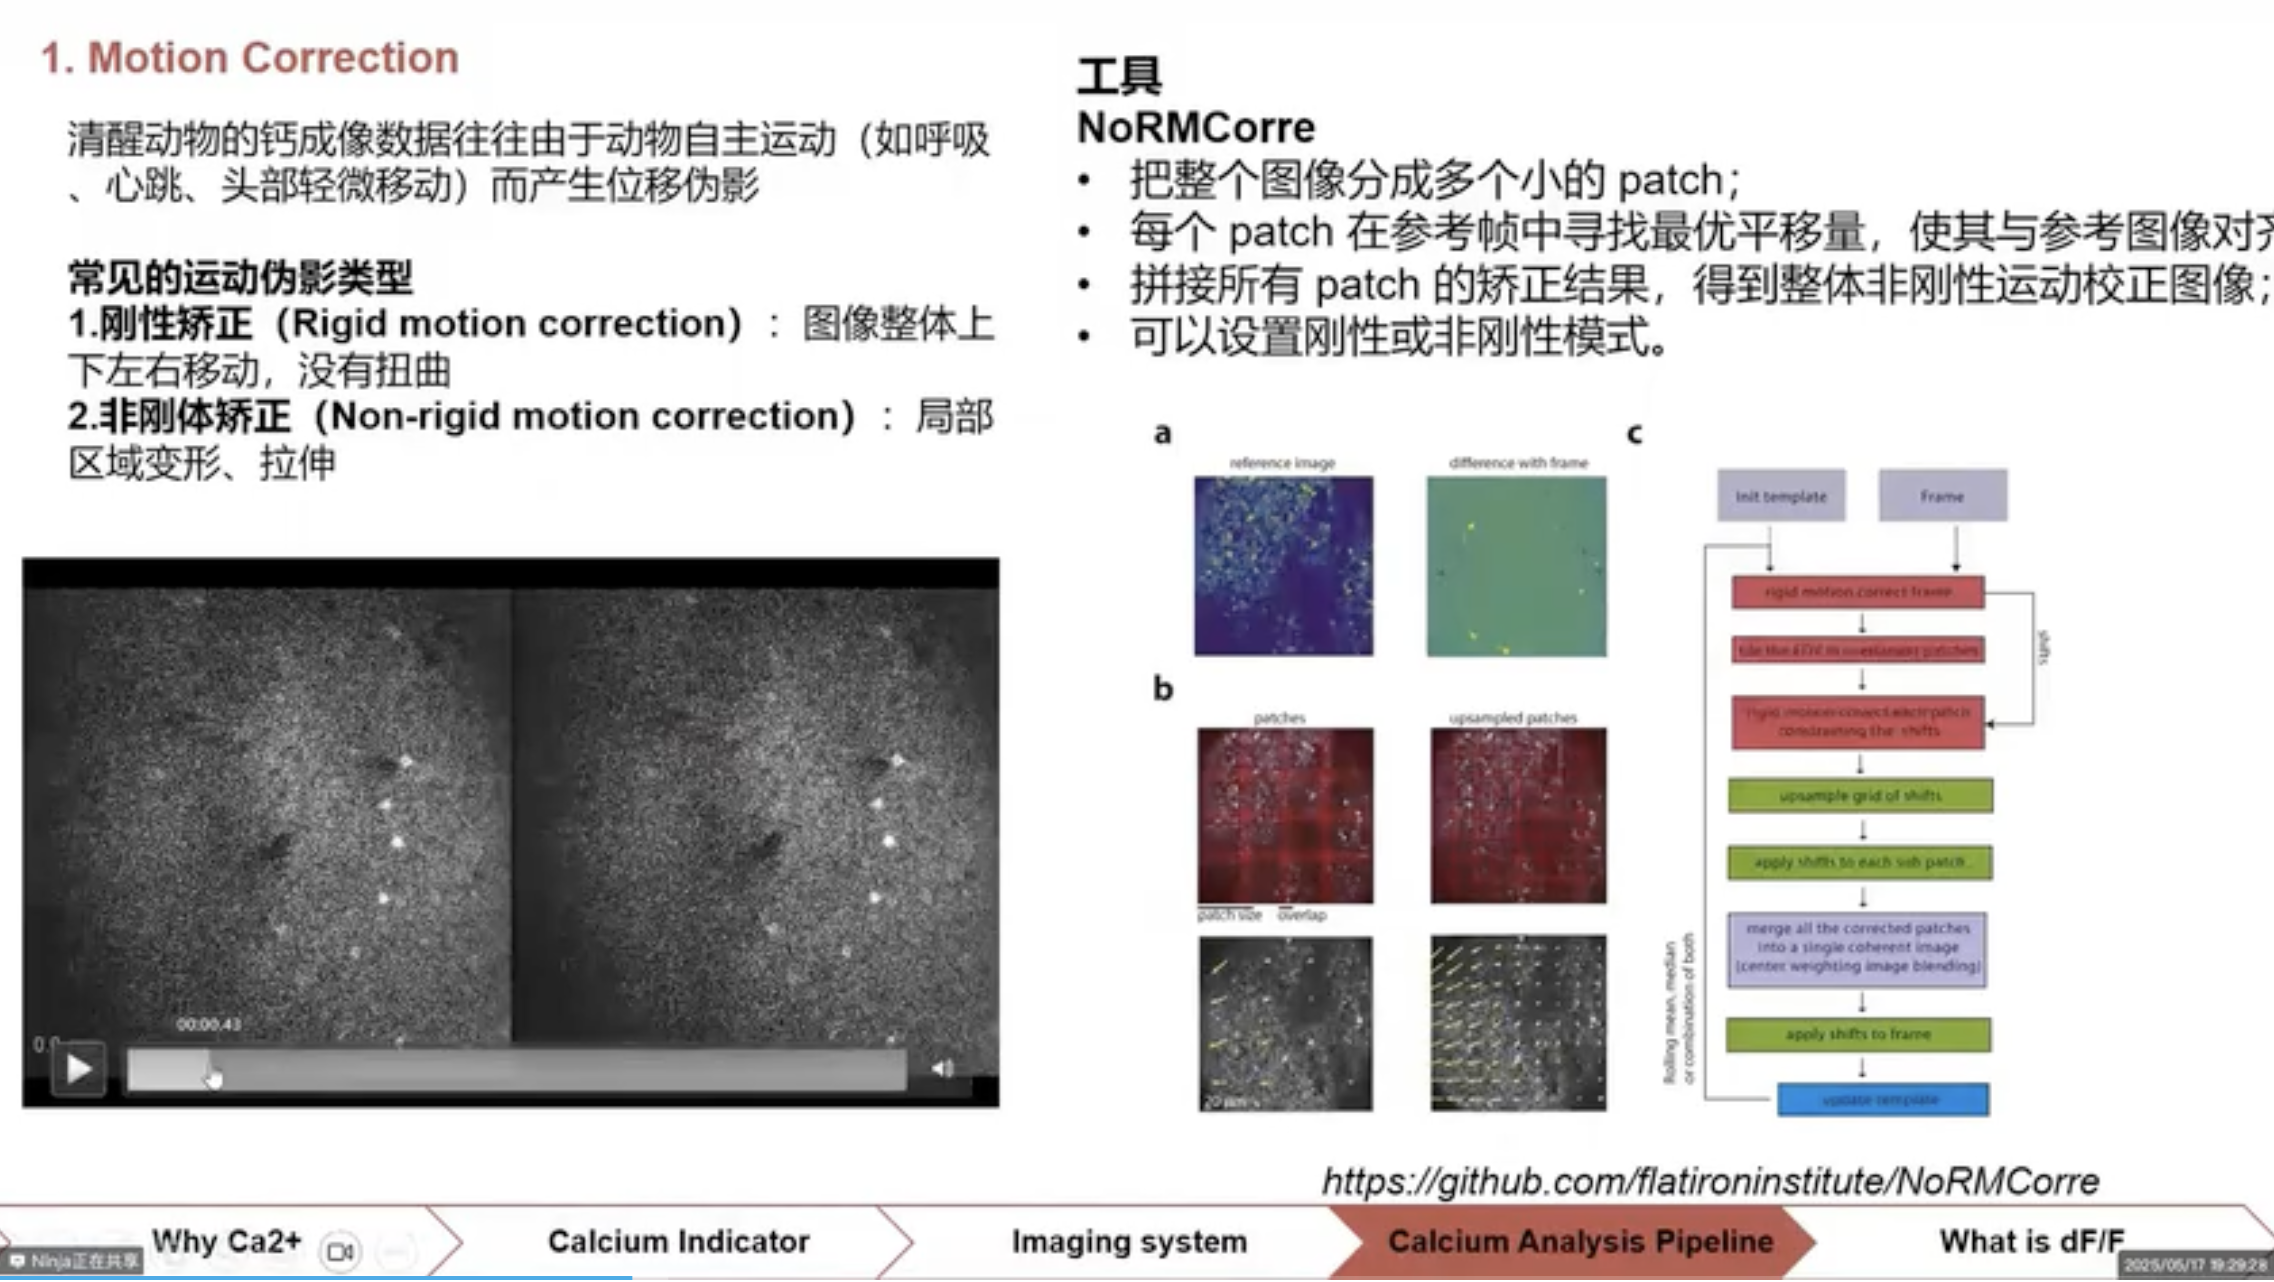 1. Motion Correction
清醒动物的钙成像数据往往由于动物自主运动（如呼吸
、心跳、头部轻微移动）而产生位移伪影
常见的运动伪影类型
1.刚性矫正（Rigid motion correction）：图像整体上
下左右移动，没有扭曲
2.非刚体矫正（Non-rigid motion correction）：局部
区域变形、拉伸
00:00.43
工具
NoRMCorre
• 把整个图像分成多个小的 patch；
• 每个 patch 在参考帧中寻找最优平移量，使其与参考图像对齐
• 拼接所有 patch 的矫正结果，得到整体非刚性运动校正图像；
• 可以设置刚性或非刚性模式。
a
reference image
difference with frame
b
patches
upsampled patches
patch size
overlap
20 μm
c
Init template
Frame
rigid motion correct frame
shifts
rigid motion correct each patch
constraining the shifts
upsample grid of shifts
apply shifts to each sub patch
merge all the corrected patches
into a single coherent image
(center weighting image blending)
apply shifts to frame
update template
Rolling mean, median
or combination of both
https://github.com/flatironinstitute/NoRMCorre
Why Ca2+
Calcium Indicator
Imaging system
Calcium Analysis Pipeline
What is dF/F
Ninja正在共享
2025/05/17 19:29:28